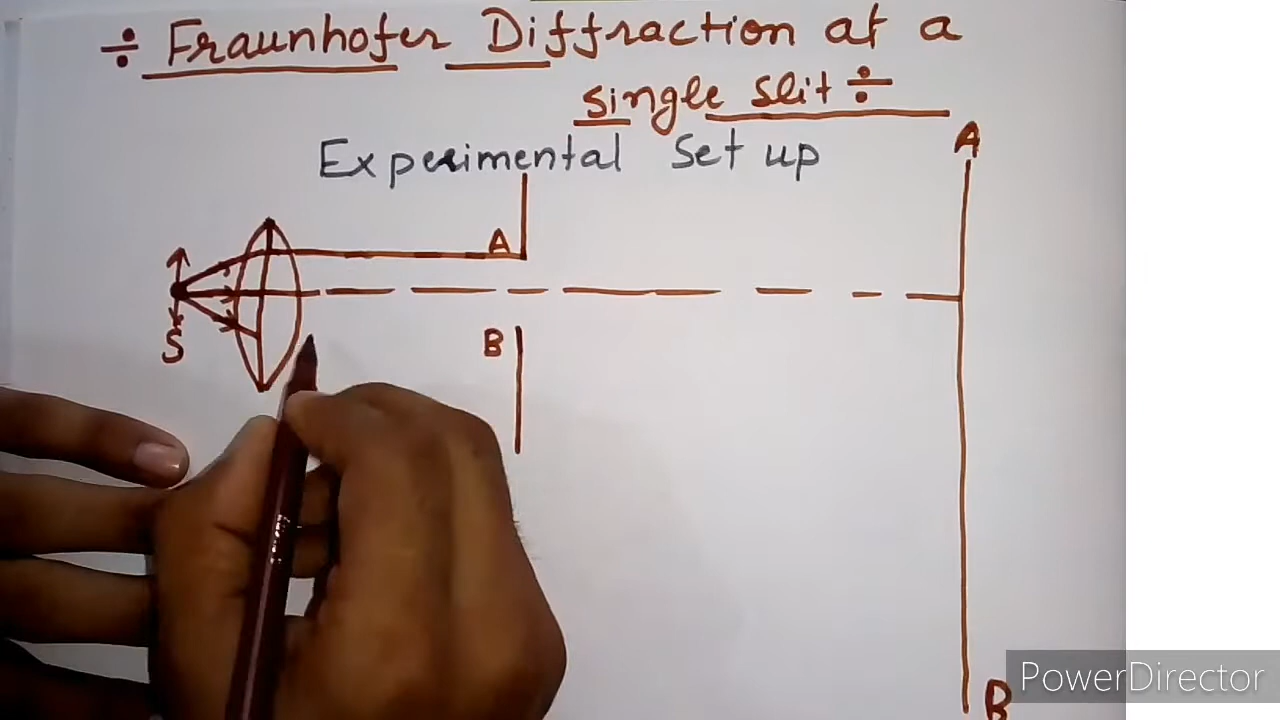 ÷ Fraunhofer Diffraction at a
single slit ÷
Experimental Set up
A
A
S
B
B
PowerDirector